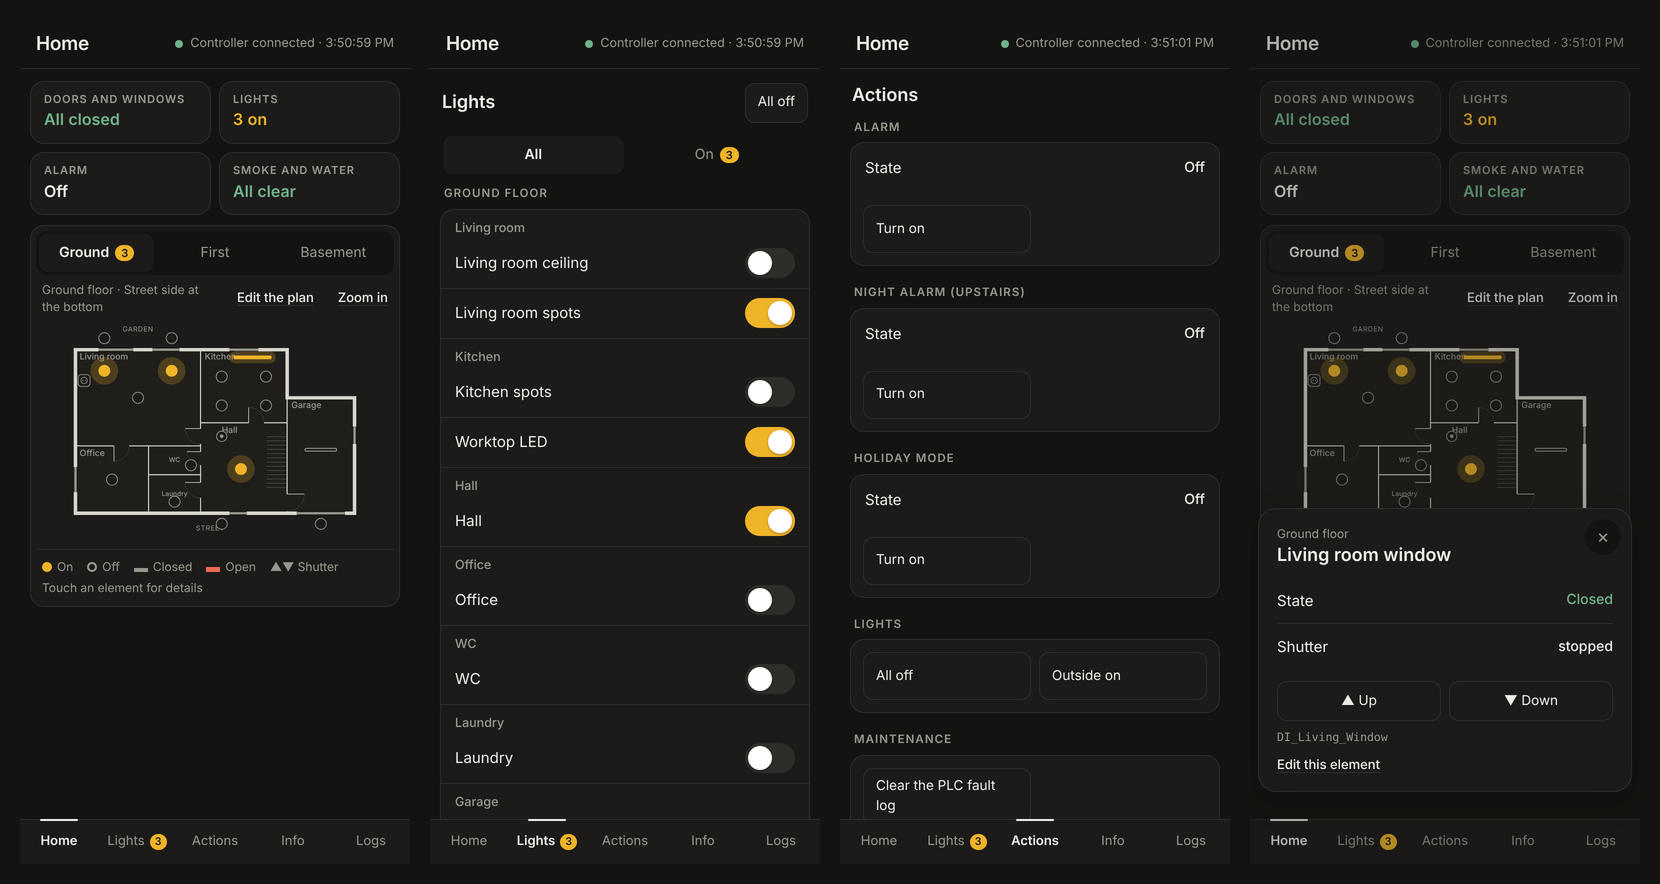 Home
Controller connected · 3:50:59 PM
DOORS AND WINDOWS
All closed
LIGHTS
3 on
ALARM
Off
SMOKE AND WATER
All clear
Ground 3
First
Basement
Ground floor · Street side at
the bottom
Edit the plan
Zoom in
GARDEN
Living room
Kitchen
Garage
Hall
Office
WC
Laundry
STREET
On
Off
Closed
Open
▲▼ Shutter
Touch an element for details
Home
Lights 3
Actions
Info
Logs
Home
Controller connected · 3:50:59 PM
Lights
All off
All
On 3
GROUND FLOOR
Living room
Living room ceiling
Living room spots
Kitchen
Kitchen spots
Worktop LED
Hall
Hall
Office
Office
WC
WC
Laundry
Laundry
Garage
Home
Lights 3
Actions
Info
Logs
Home
Controller connected · 3:51:01 PM
Actions
ALARM
State
Off
Turn on
NIGHT ALARM (UPSTAIRS)
State
Off
Turn on
HOLIDAY MODE
State
Off
Turn on
LIGHTS
All off
Outside on
MAINTENANCE
Clear the PLC fault
log
Home
Lights 3
Actions
Info
Logs
Home
Controller connected · 3:51:01 PM
DOORS AND WINDOWS
All closed
LIGHTS
3 on
ALARM
Off
SMOKE AND WATER
All clear
Ground 3
First
Basement
Ground floor · Street side at
the bottom
Edit the plan
Zoom in
GARDEN
Living room
Kitchen
Garage
Hall
Office
WC
Laundry
Ground floor
Living room window
×
State
Closed
Shutter
stopped
▲ Up
▼ Down
DI_Living_Window
Edit this element
Home
Lights 3
Actions
Info
Logs